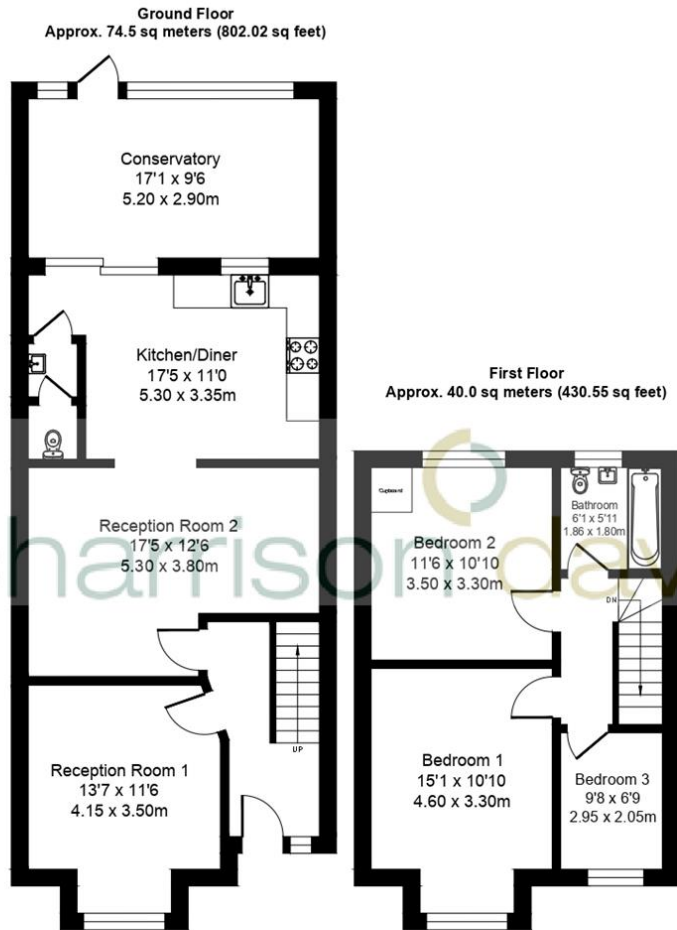 Ground Floor
Approx. 74.5 sq meters (802.02 sq feet)
Conservatory
17'1 x 9'6
5.20 x 2.90m
Kitchen/Diner
17'5 x 11'0
5.30 x 3.35m
Reception Room 2
17'5 x 12'6
5.30 x 3.80m
UP
Reception Room 1
13'7 x 11'6
4.15 x 3.50m
First Floor
Approx. 40.0 sq meters (430.55 sq feet)
Cupboard
Bathroom
6'1 x 5'11
1.86 x 1.80m
Bedroom 2
11'6 x 10'10
3.50 x 3.30m
DN
Bedroom 1
15'1 x 10'10
4.60 x 3.30m
Bedroom 3
9'8 x 6'9
2.95 x 2.05m
harrison dav